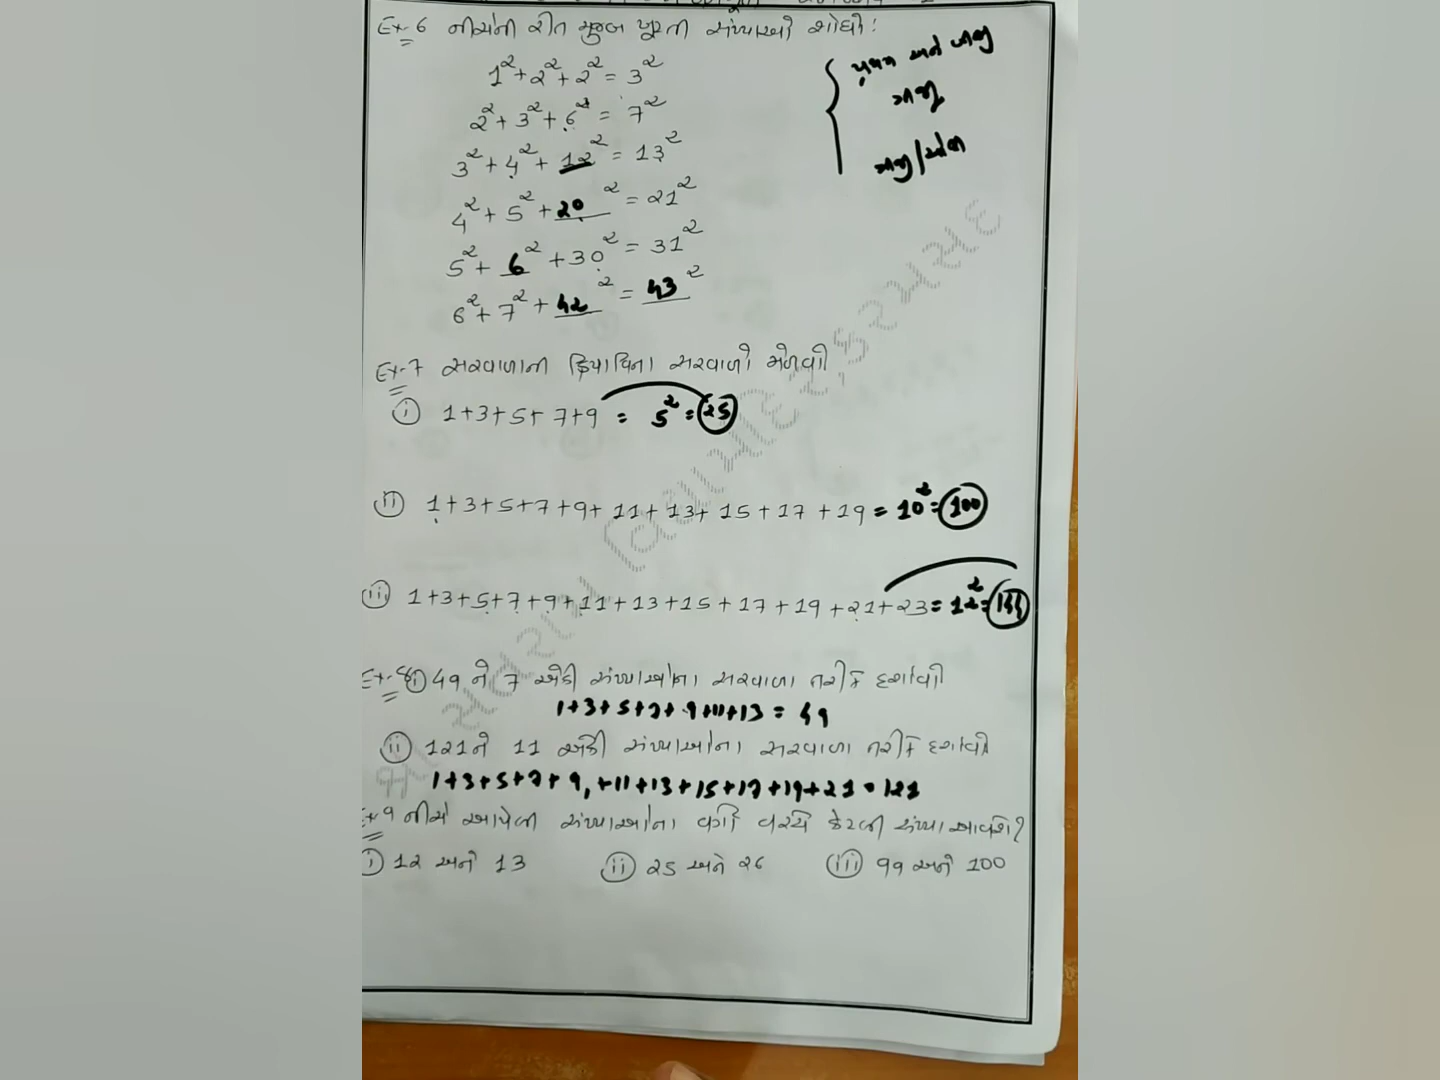 Ex-6 નીચેની રીત મુજબ ખૂટતી સંખ્યાઓ શોધો:
1² + 2² + 2² = 3²
2² + 3² + 6² = 7²
3² + 4² + 12² = 13²
4² + 5² + 20² = 21²
5² + 6² + 30² = 31²
6² + 7² + 42² = 43²
Ex-7 સરવાળાની ક્રિયા વિના સરવાળો મેળવો
i 1+3+5+7+9 = 5² = 25
ii 1+3+5+7+9+11+13+15+17+19 = 10² = 100
iii 1+3+5+7+9+11+13+15+17+19+21+23 = 12² = 144
Ex-8 i 49 ને 7 એકી સંખ્યાઓના સરવાળા તરીકે દર્શાવો
1+3+5+7+9+11+13 = 49
ii 121ને 11 એકી સંખ્યાઓના સરવાળા તરીકે દર્શાવો
1+3+5+7+9,+11+13+15+17+19+21 = 121
Ex9 નીચે આપેલી સંખ્યાઓના વર્ગો વચ્ચે કેટલી સંખ્યા આવશે?
i 12 અને 13 ii 25 અને 26 iii 99 અને 100